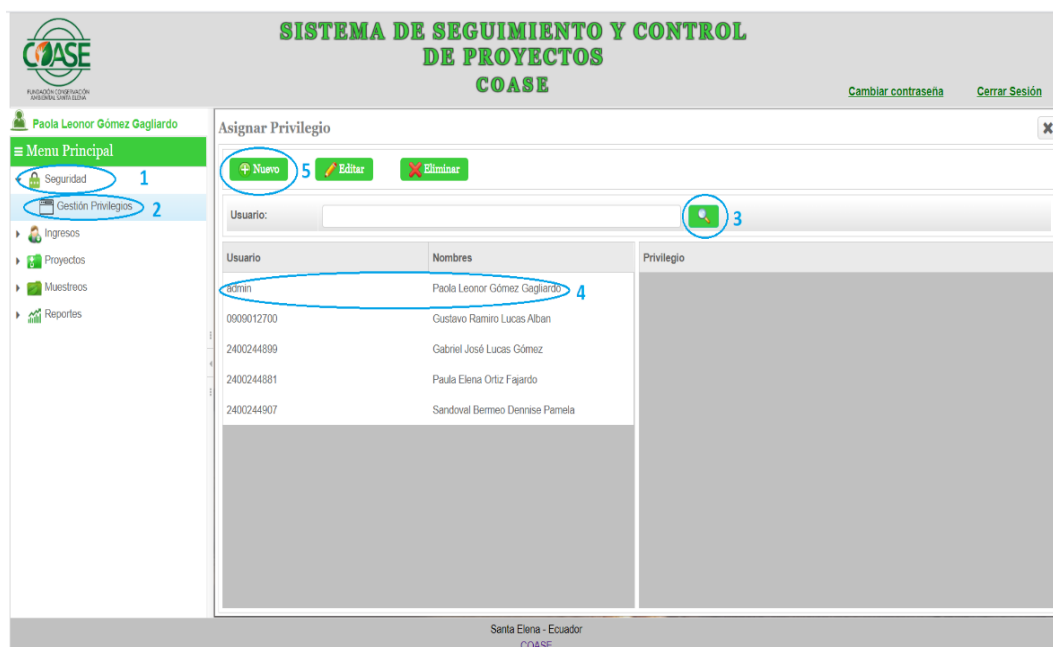 SISTEMA DE SEGUIMIENTO Y CONTROL
DE PROYECTOS
COASE
COASE
FUNDACIÓN CONSERVACIÓN
AMBIENTAL SANTA ELENA
Cambiar contraseña Cerrar Sesión
Paola Leonor Gómez Gagliardo
Menu Principal
Seguridad 1
Gestión Privilegios 2
Ingresos
Proyectos
Muestreos
Reportes
Asignar Privilegio
Nuevo 5 Editar Eliminar
Usuario: 3
Usuario Nombres Privilegio
admin Paola Leonor Gómez Gagliardo 4
0909012700 Gustavo Ramiro Lucas Alban
2400244899 Gabriel José Lucas Gómez
2400244881 Paula Elena Ortiz Fajardo
2400244907 Sandoval Bermeo Dennise Pamela
Santa Elena - Ecuador
COASE